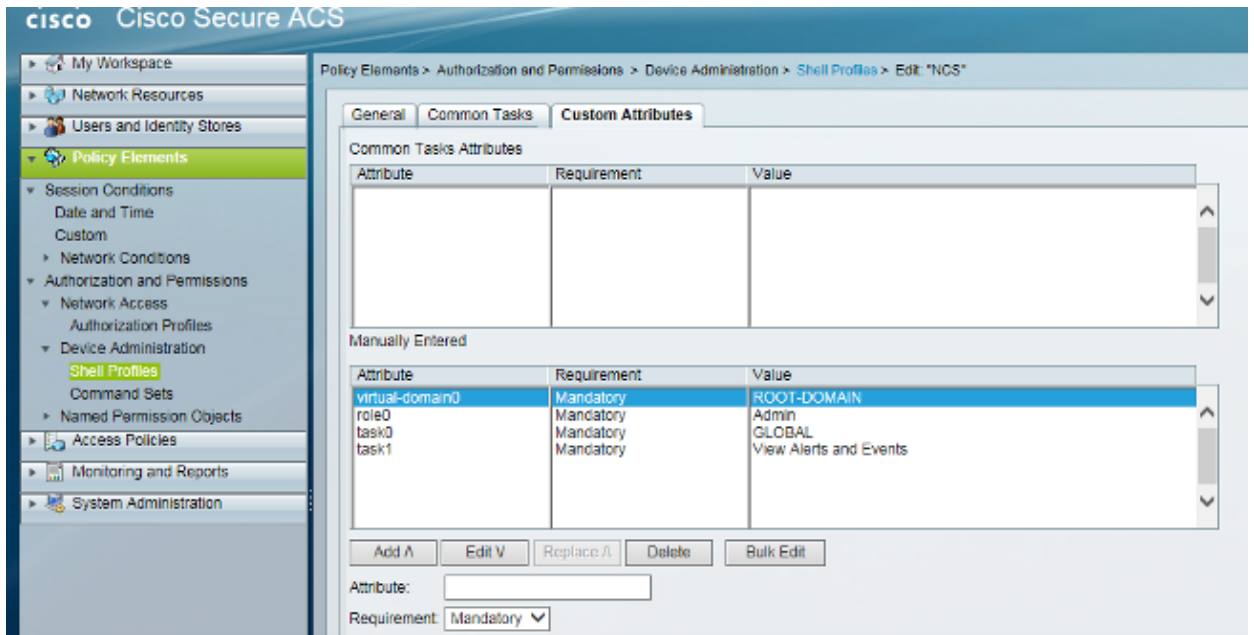 CISCO Cisco Secure ACS
My Workspace
Network Resources
Users and Identity Stores
Policy Elements
Session Conditions
Date and Time
Custom
Network Conditions
Authorization and Permissions
Network Access
Authorization Profiles
Device Administration
Shell Profiles
Command Sets
Named Permission Objects
Access Policies
Monitoring and Reports
System Administration
Policy Elements > Authorization and Permissions > Device Administration > Shell Profiles > Edit: "NCS"
General Common Tasks Custom Attributes
Common Tasks Attributes
Attribute Requirement Value
Manually Entered
Attribute Requirement Value
virtual-domain0 Mandatory ROOT-DOMAIN
role0 Mandatory Admin
task0 Mandatory GLOBAL
task1 Mandatory View Alerts and Events
Add Λ Edit V Replace Λ Delete Bulk Edit
Attribute:
Requirement: Mandatory